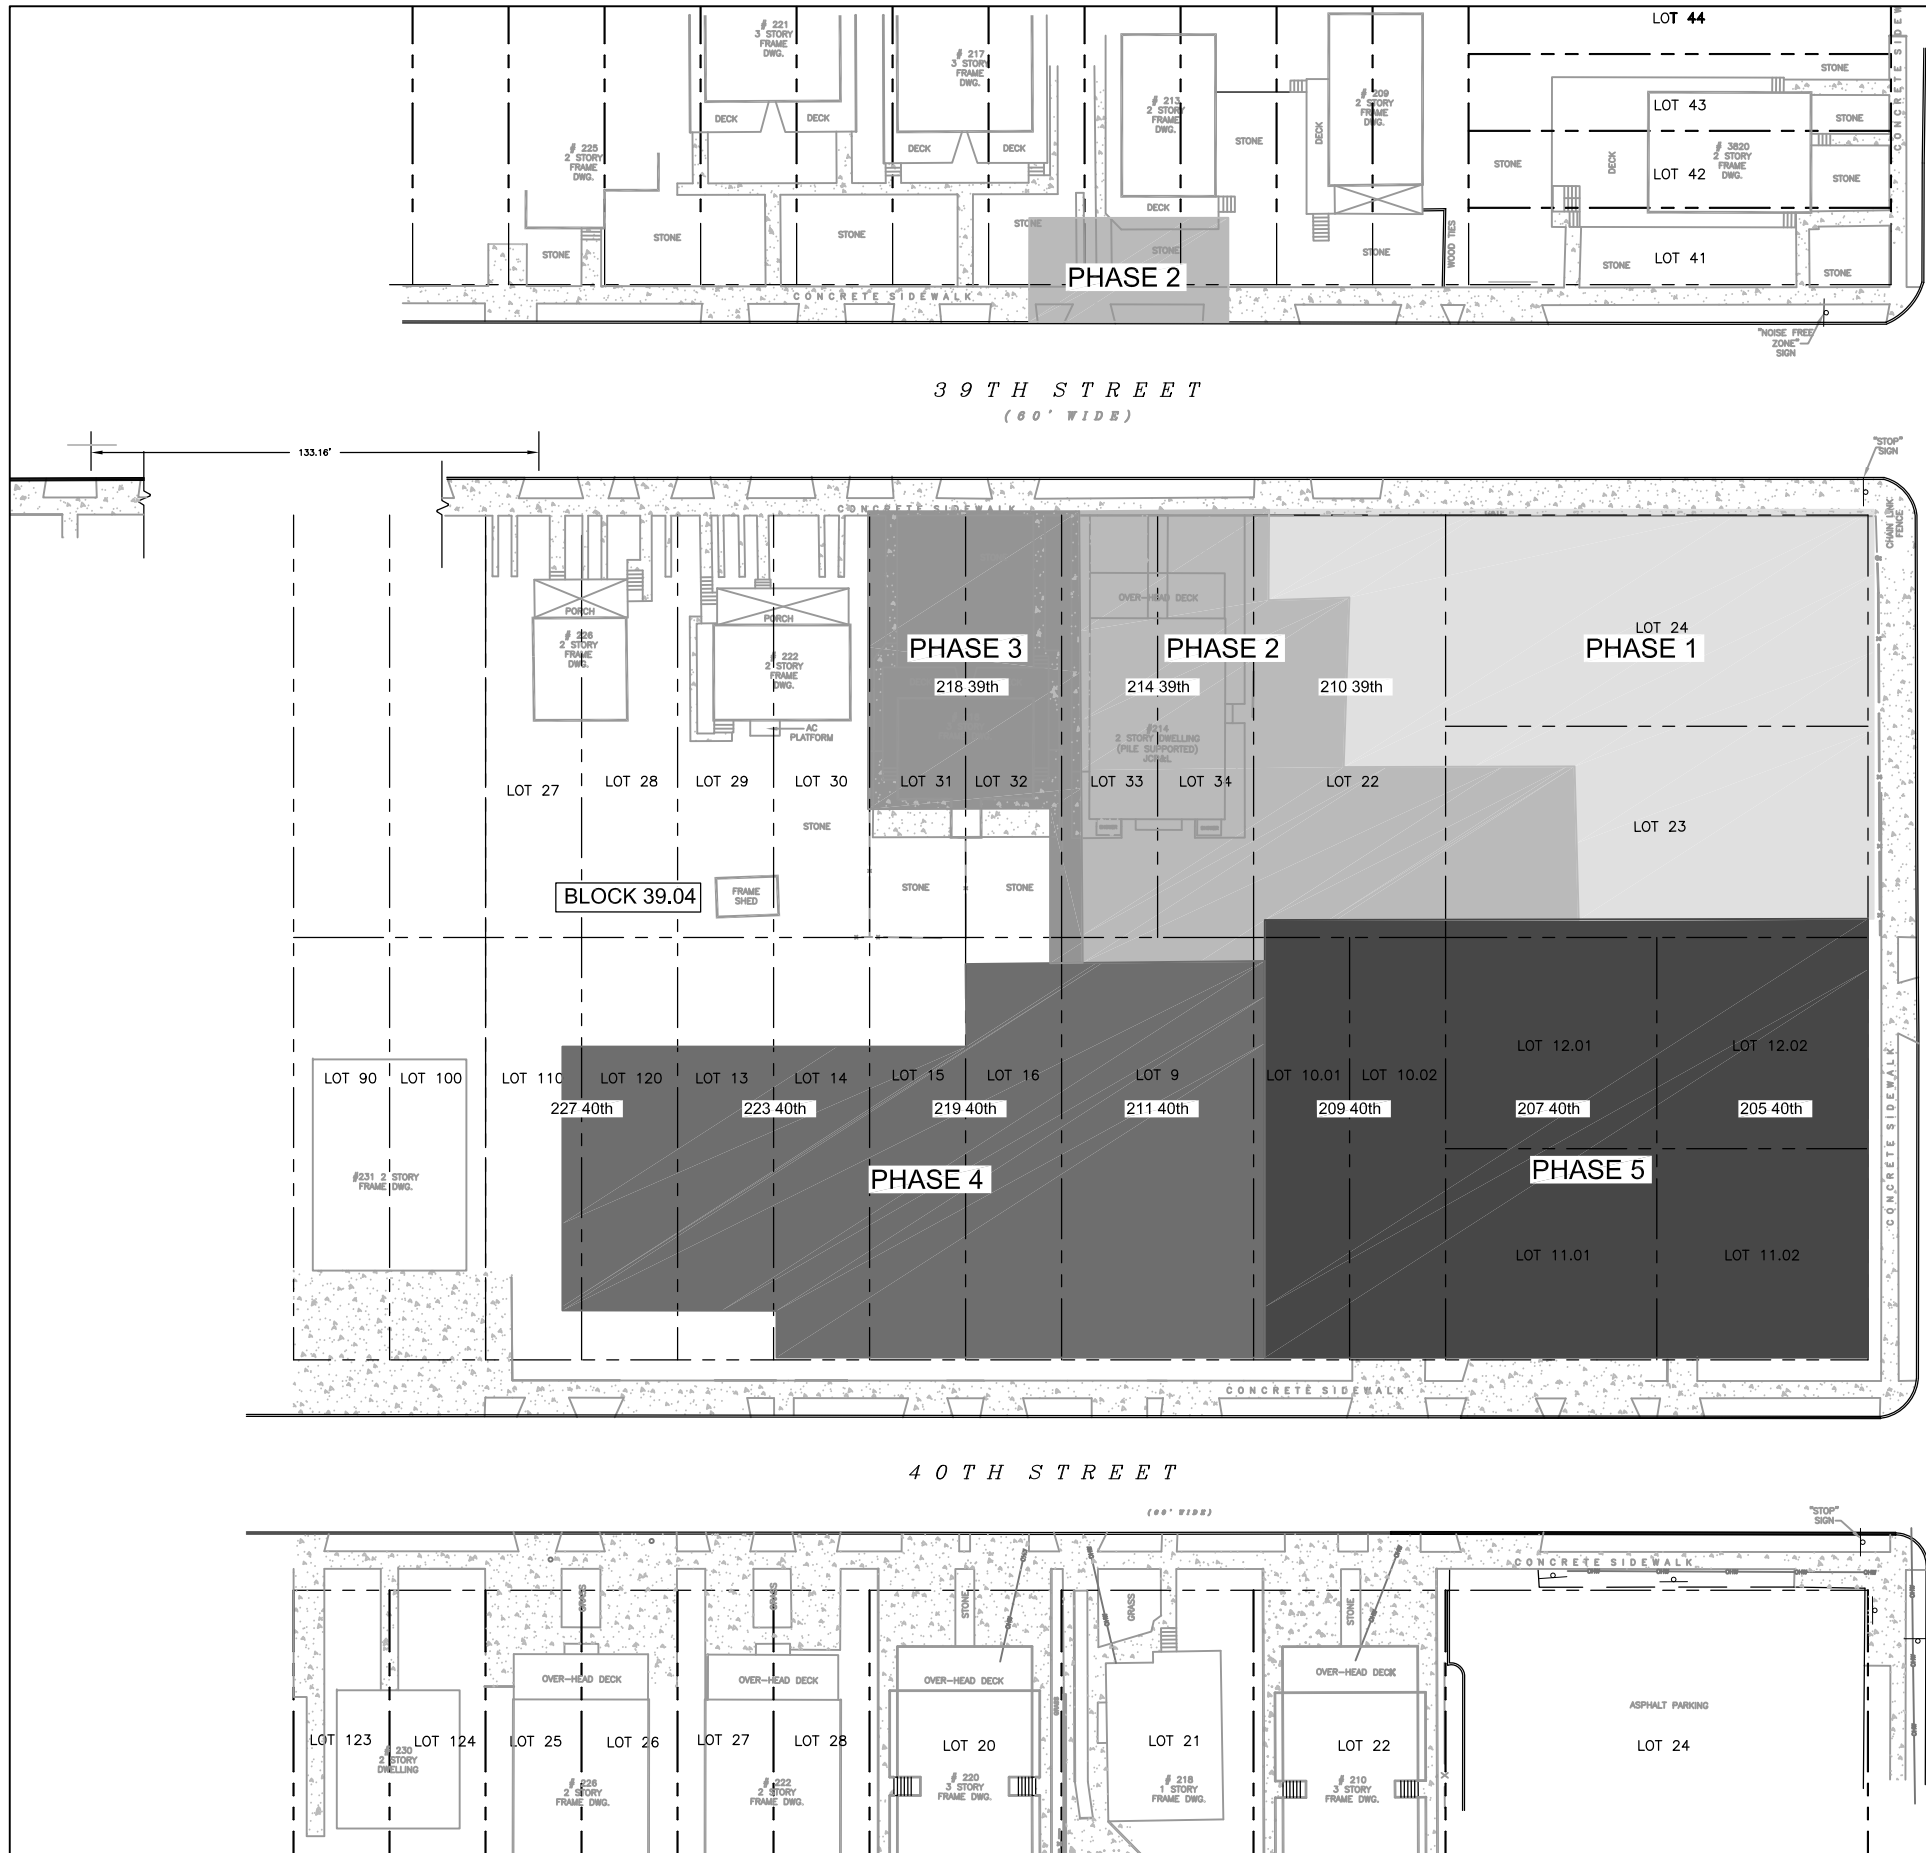 LOT 44
# 221
3 STORY
FRAME
DWG.
# 217
3 STORY
FRAME
DWG.
# 213
2 STORY
FRAME
DWG.
# 209
2 STORY
FRAME
DWG.
STONE
LOT 43
STONE
DECK
DECK
DECK
DECK
STONE
DECK
# 225
2 STORY
FRAME
DWG.
STONE
DECK
# 3820
2 STORY
FRAME
DWG.
LOT 42
STONE
CONCRETE SIDEW
DECK
STONE
STONE
STONE
STONE
STONE
STONE
WOOD TIES
STONE
LOT 41
STONE
PHASE 2
CONCRETE SIDEWALK
"NOISE FREE
ZONE"
SIGN
39TH STREET
(60' WIDE)
133.16'
"STOP"
SIGN
CONCRETE SIDEWALK
CHAIN LINK
FENCE
PORCH
# 226
2 STORY
FRAME
DWG.
PORCH
# 222
2 STORY
FRAME
DWG.
AC
PLATFORM
OVER-HEAD DECK
PHASE 3
PHASE 2
LOT 24
PHASE 1
218 39th
214 39th
210 39th
#214
2 STORY DWELLING
(PILE SUPPORTED)
JCP&L
LOT 27
LOT 28
LOT 29
LOT 30
LOT 31
LOT 32
LOT 33
LOT 34
LOT 22
STONE
LOT 23
BLOCK 39.04
FRAME
SHED
STONE
STONE
LOT 90
LOT 100
LOT 110
LOT 120
LOT 13
LOT 14
LOT 15
LOT 16
LOT 9
LOT 10.01
LOT 10.02
LOT 12.01
LOT 12.02
227 40th
223 40th
219 40th
211 40th
209 40th
207 40th
205 40th
#231 2 STORY
FRAME DWG.
PHASE 4
PHASE 5
LOT 11.01
LOT 11.02
CONCRETE SIDEWALK
CONCRETE SIDEWALK
40TH STREET
(60' WIDE)
"STOP"
SIGN
CONCRETE SIDEWALK
GRASS
GRASS
STONE
GRASS
STONE
OHW
OHW
OHW
OHW
OHW
OHW
OVER-HEAD DECK
OVER-HEAD DECK
OVER-HEAD DECK
OVER-HEAD DECK
GRASS
ASPHALT PARKING
LOT 123
LOT 124
LOT 25
LOT 26
LOT 27
LOT 28
LOT 20
LOT 21
LOT 22
LOT 24
# 230
2 STORY
DWELLING
# 226
2 STORY
FRAME DWG.
# 222
2 STORY
FRAME DWG.
# 220
3 STORY
FRAME DWG.
# 218
1 STORY
FRAME DWG.
# 210
3 STORY
FRAME DWG.